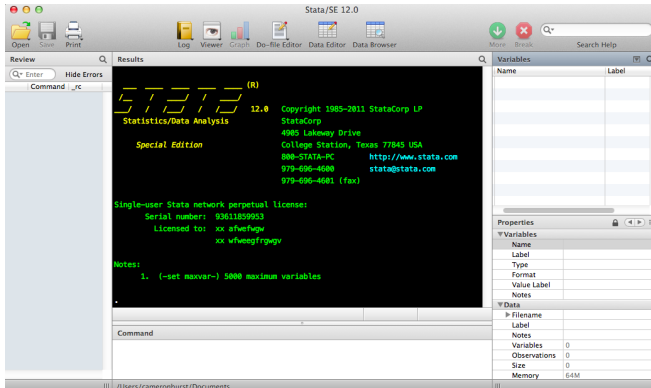 Stata/SE 12.0
Open Save Print Log Viewer Graph Do-file Editor Data Editor Data Browser More Break Search Help
Review
Enter Hide Errors
Command _rc
Results
(R)
12.0 Copyright 1985-2011 StataCorp LP
Statistics/Data Analysis StataCorp
4905 Lakeway Drive
Special Edition College Station, Texas 77845 USA
800-STATA-PC http://www.stata.com
979-696-4600 stata@stata.com
979-696-4601 (fax)
Single-user Stata network perpetual license:
Serial number: 93611859953
Licensed to: xx afwefwgw
xx wfweegfrgwgv
Notes:
1. (-set maxvar-) 5000 maximum variables
.
Command
/Users/cameronhurst/Documents
Variables
Name Label
Properties
Variables
Name
Label
Type
Format
Value Label
Notes
Data
Filename
Label
Notes
Variables 0
Observations 0
Size 0
Memory 64M